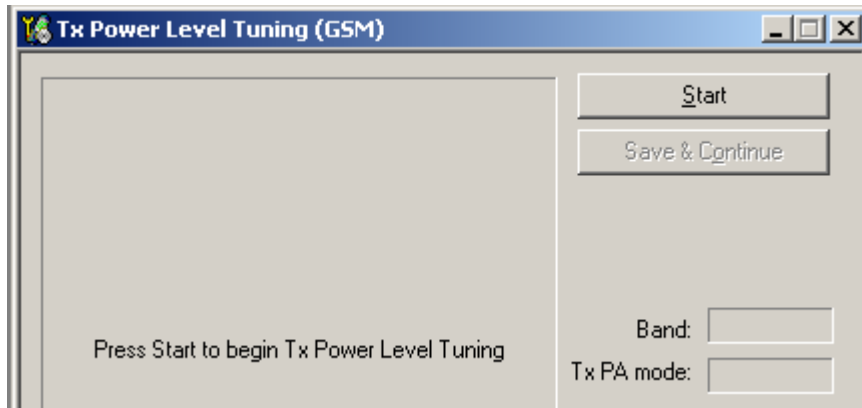 Tx Power Level Tuning (GSM)
Start
Save & Continue
Band:
Press Start to begin Tx Power Level Tuning
Tx PA mode: